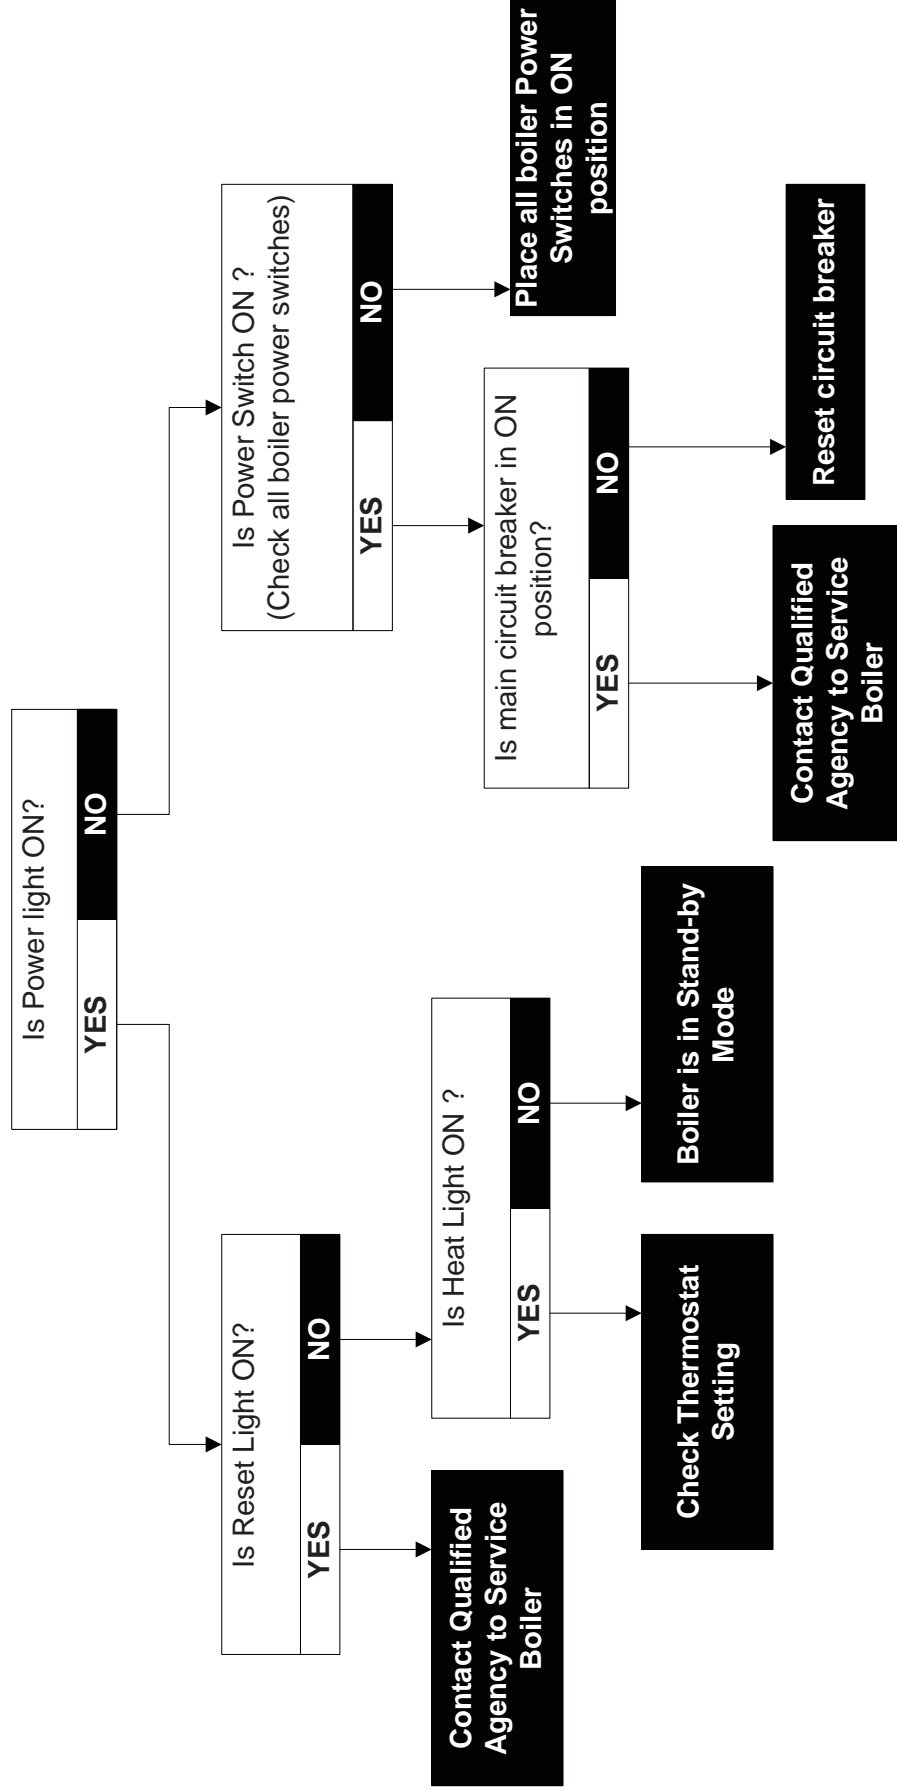 Is Power light ON?
YES
NO
Is Reset Light ON?
YES
NO
Is Power Switch ON ?
(Check all boiler power switches)
YES
NO
Contact Qualified
Agency to Service
Boiler
Is Heat Light ON ?
YES
NO
Is main circuit breaker in ON
position?
YES
NO
Place all boiler Power
Switches in ON
position
Check Thermostat
Setting
Boiler is in Stand-by
Mode
Contact Qualified
Agency to Service
Boiler
Reset circuit breaker